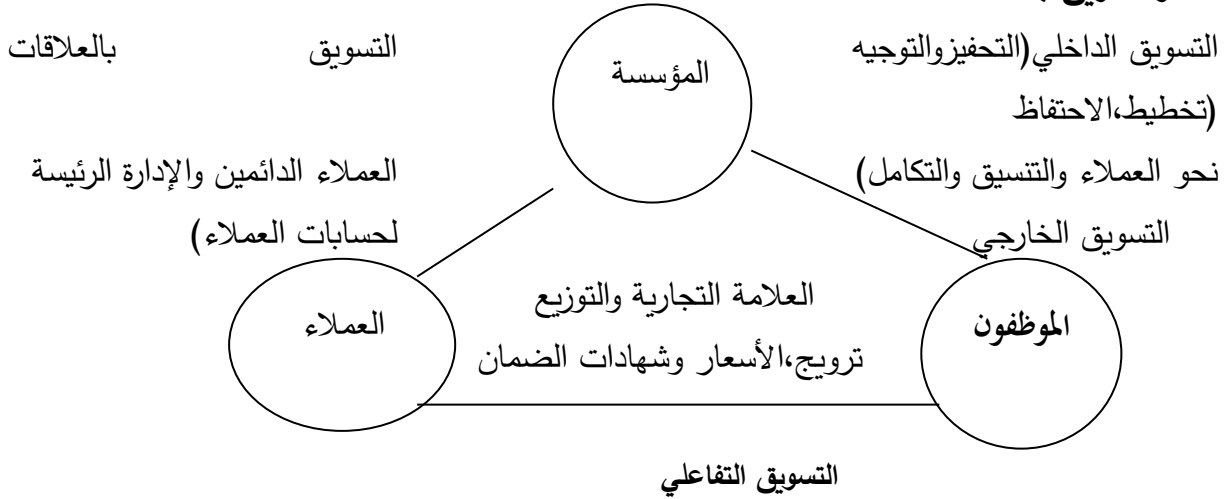 التسويق الداخلي(التحفيزوالتوجيه التسويق بالعلاقات
المؤسسة
(تخطيط،الاحتفاظ
نحو العملاء والتنسيق والتكامل) العملاء الدائمين والإدارة الرئيسة
التسويق الخارجي لحسابات العملاء)
العلامة التجارية والتوزيع
الموظفون العملاء
ترويج،الأسعار وشهادات الضمان
التسويق التفاعلي